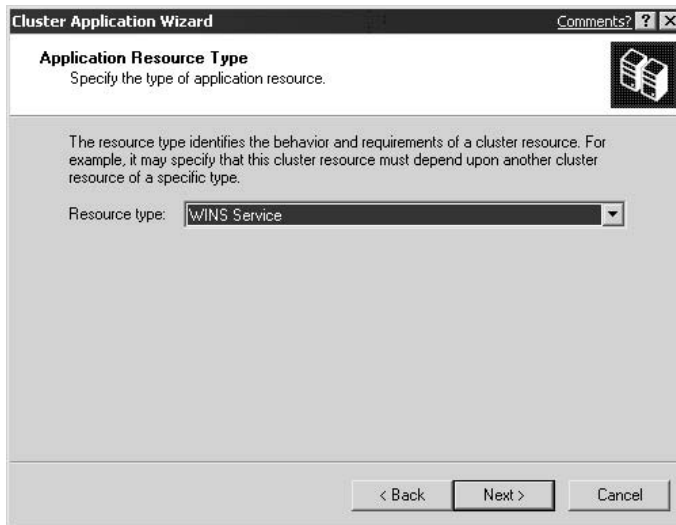 Cluster Application Wizard Comments? ? X
Application Resource Type
Specify the type of application resource.
The resource type identifies the behavior and requirements of a cluster resource. For
example, it may specify that this cluster resource must depend upon another cluster
resource of a specific type.
Resource type: WINS Service
< Back Next > Cancel